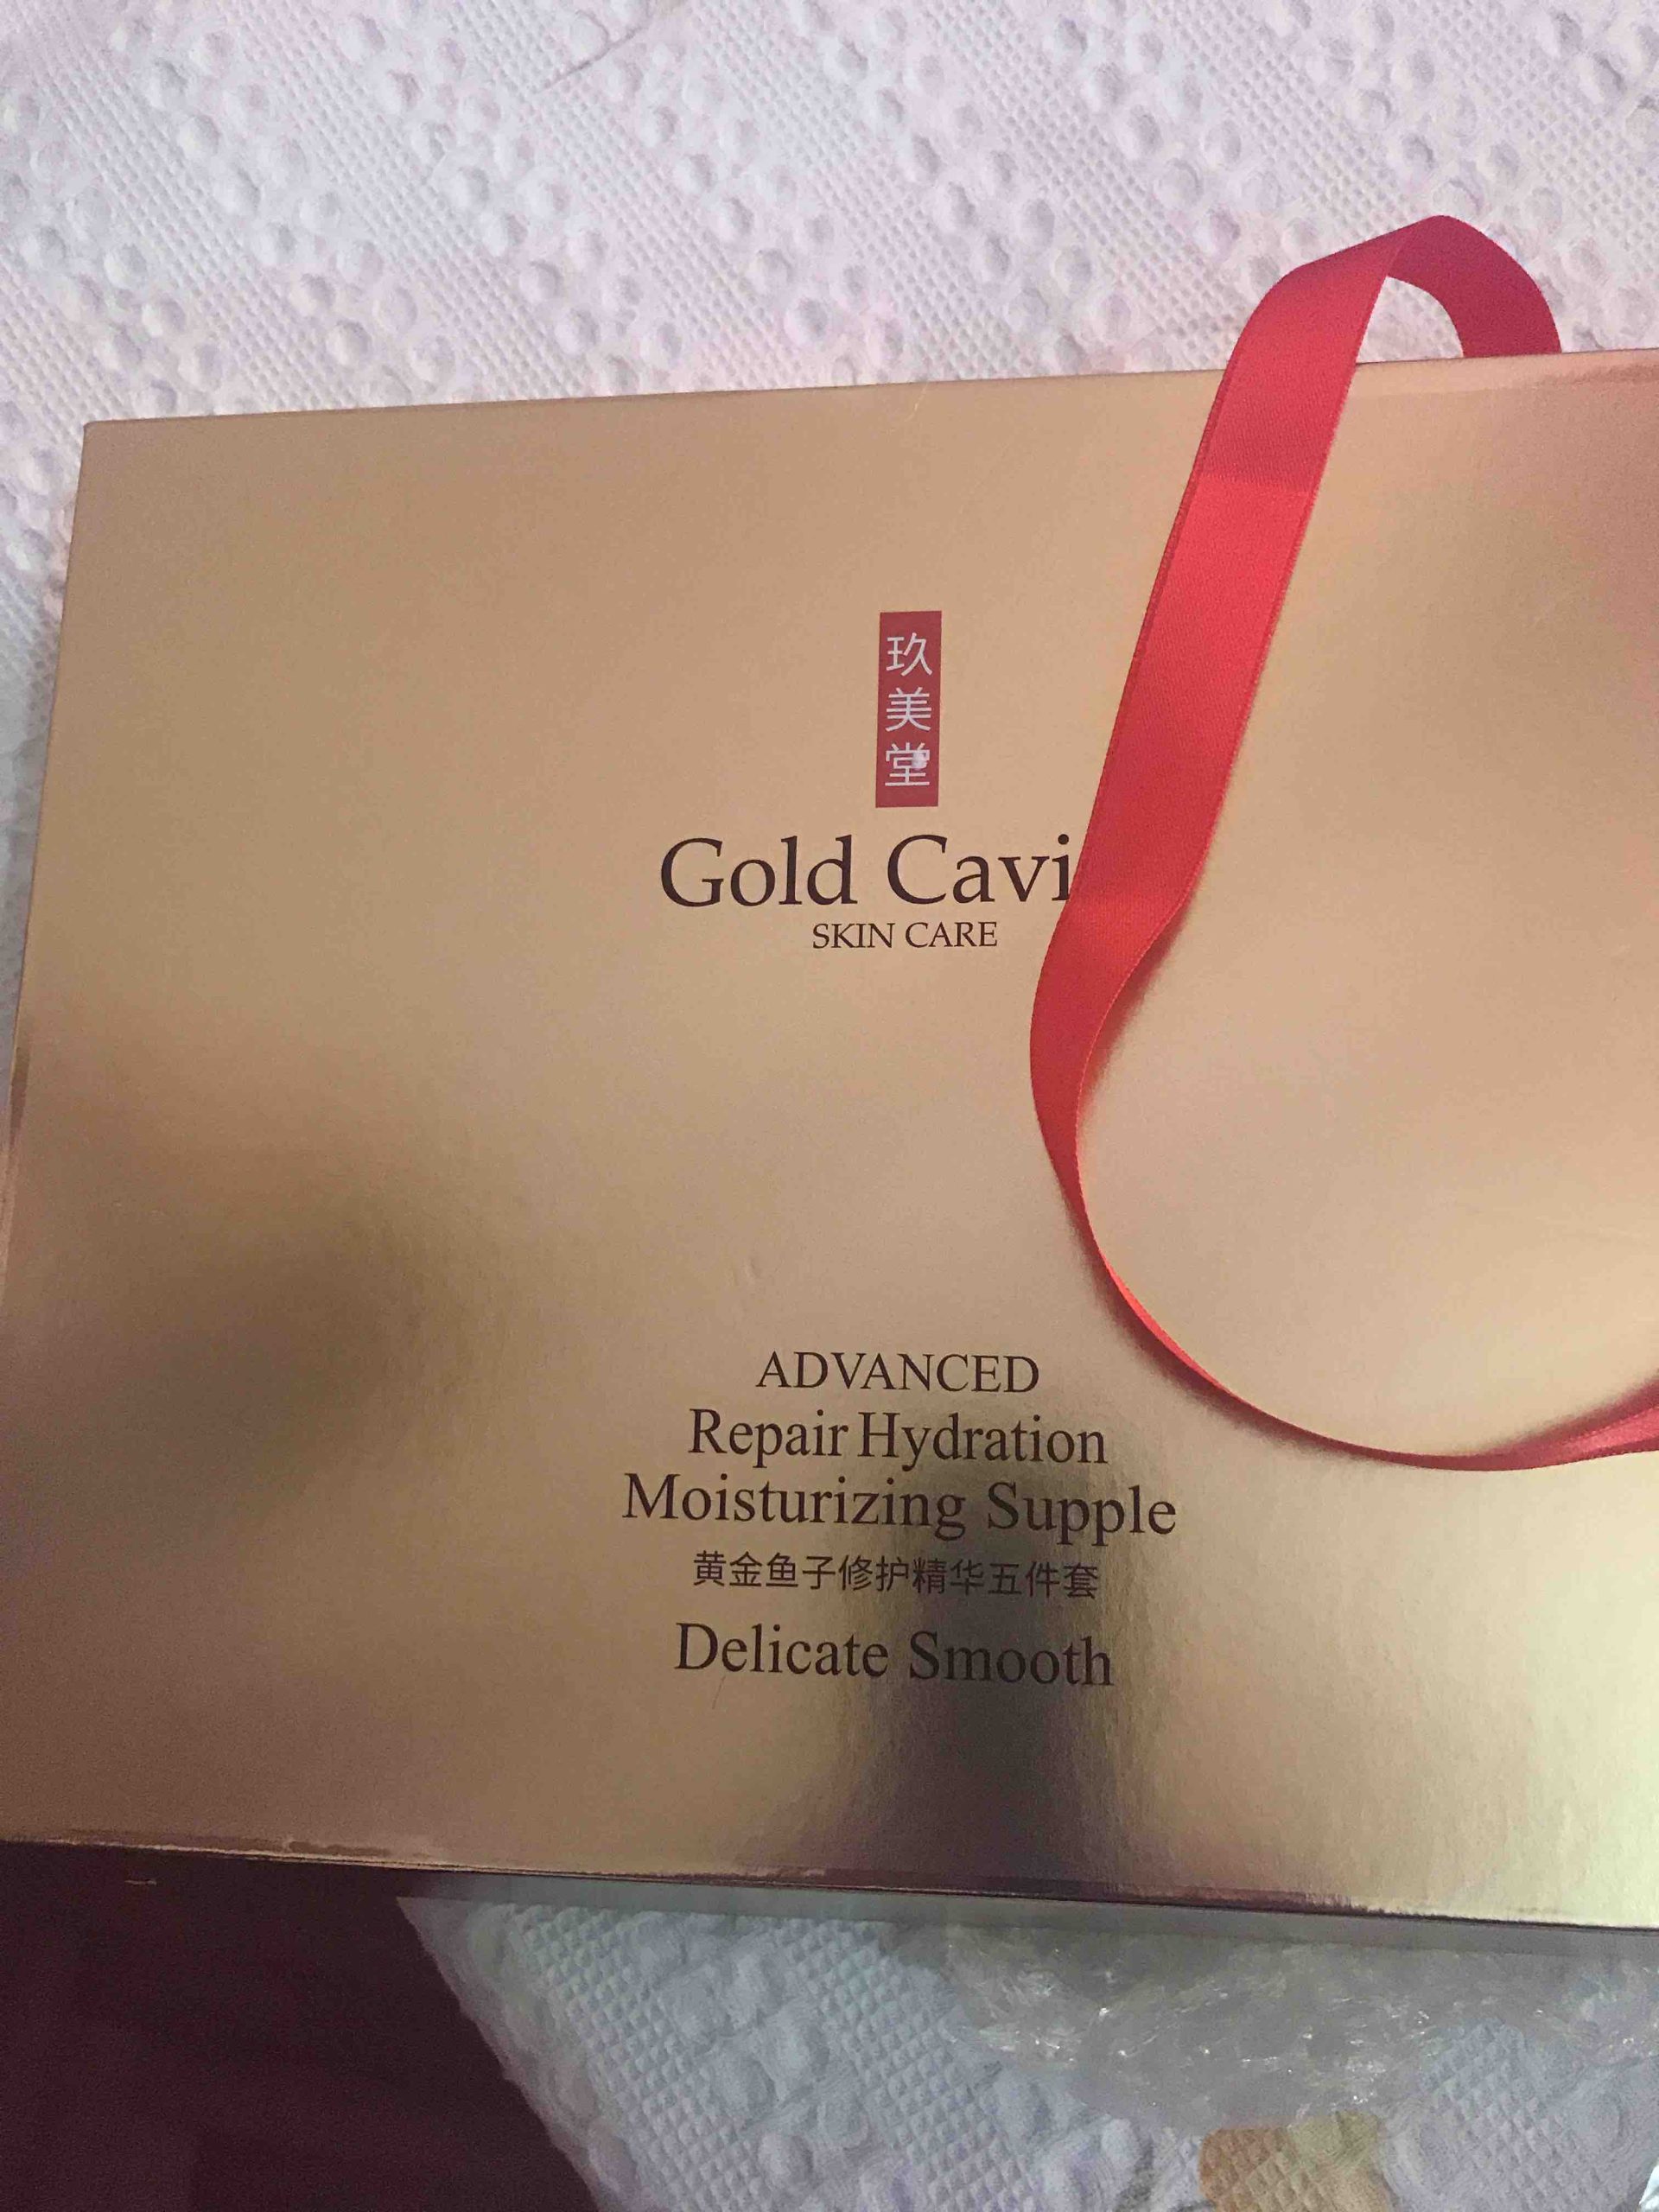 玖美堂
Gold Cavi
SKIN CARE
ADVANCED
Repair Hydration
Moisturizing Supple
黄金鱼子修护精华五件套
Delicate Smooth